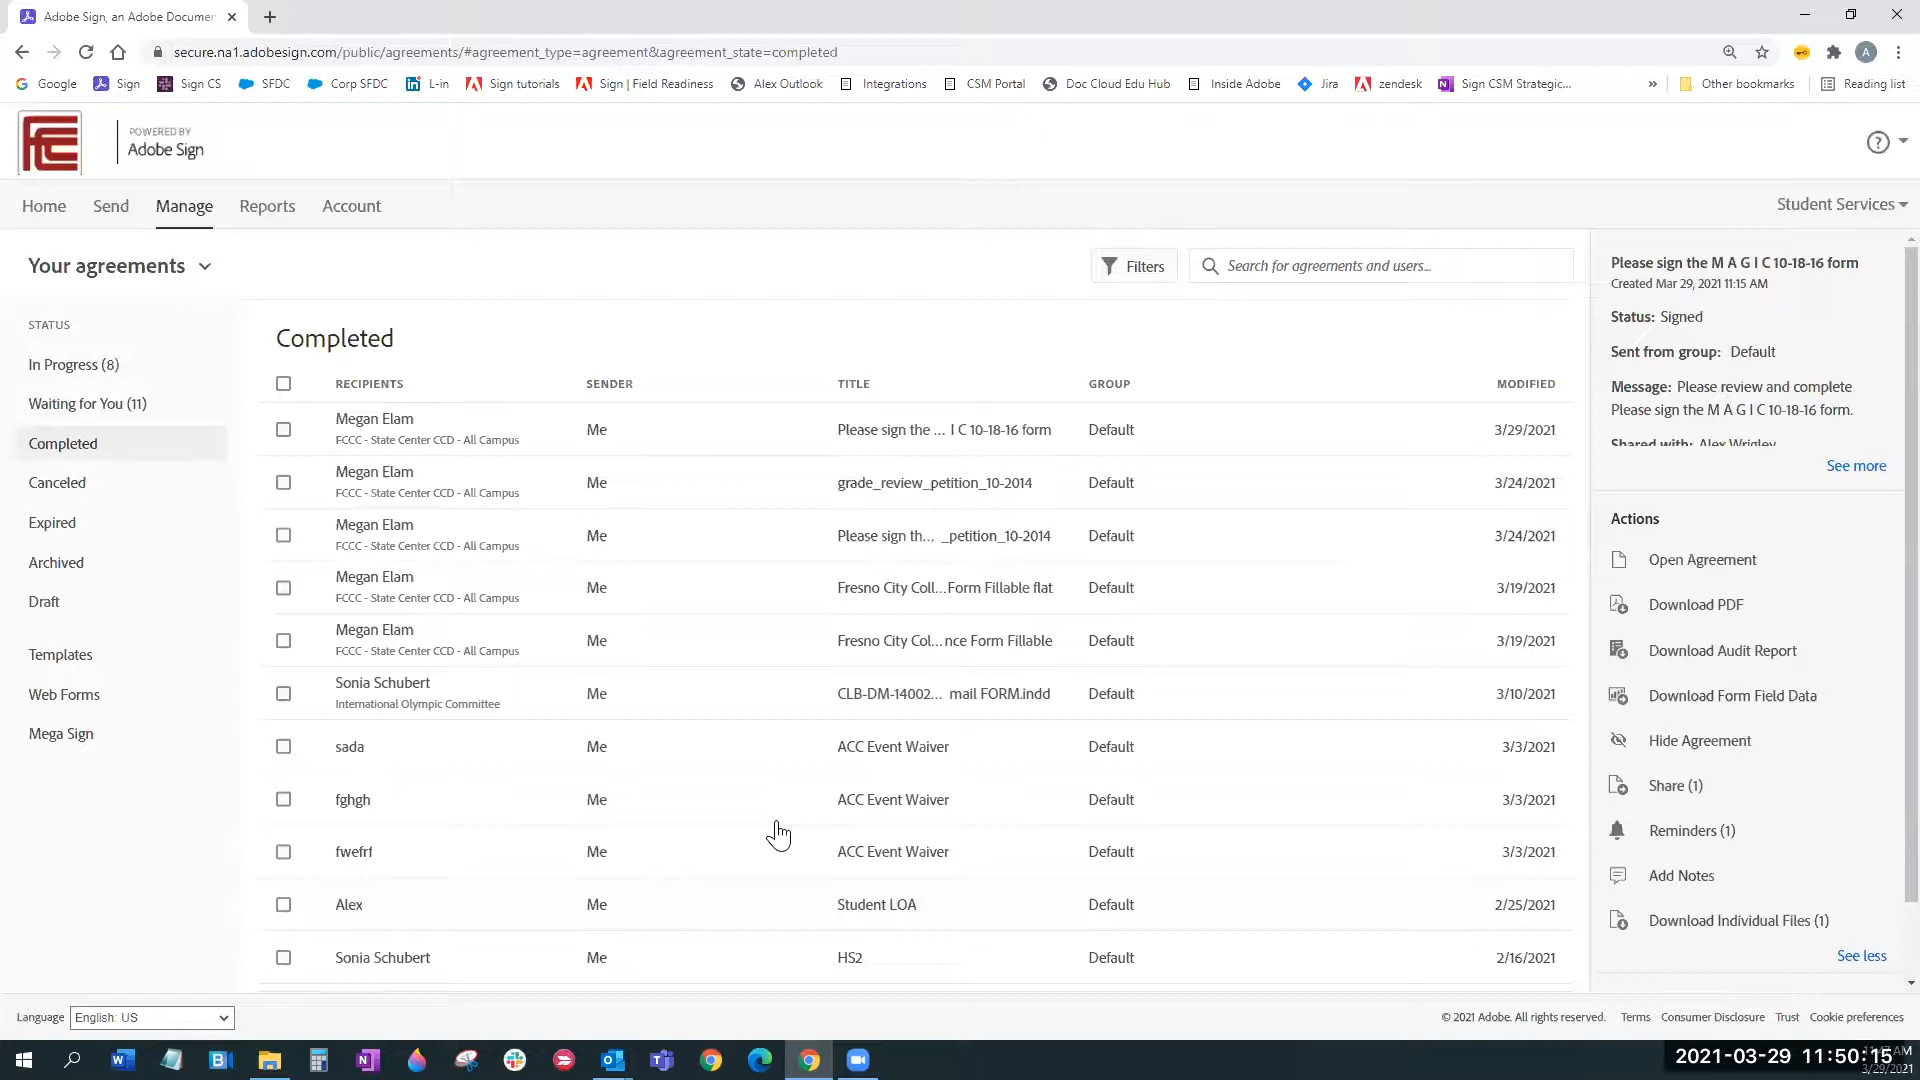 Adobe Sign, an Adobe Documen
secure.na1.adobesign.com/public/agreements/#agreement_type=agreement&agreement_state=completed
A
Google Sign Sign CS SFDC Corp SFDC L-in Sign tutorials Sign | Field Readiness Alex Outlook Integrations CSM Portal Doc Cloud Edu Hub Inside Adobe Jira zendesk Sign CSM Strategic... » Other bookmarks Reading list
FCC
POWERED BY
Adobe Sign
Home Send Manage Reports Account Student Services
Your agreements
Filters
Search for agreements and users...
STATUS
In Progress (8)
Waiting for You (11)
Completed
Canceled
Expired
Archived
Draft
Templates
Web Forms
Mega Sign
Completed
RECIPIENTS SENDER TITLE GROUP MODIFIED
Megan Elam
FCCC - State Center CCD - All Campus
Me Please sign the ... I C 10-18-16 form Default 3/29/2021
Megan Elam
FCCC - State Center CCD - All Campus
Me grade_review_petition_10-2014 Default 3/24/2021
Megan Elam
FCCC - State Center CCD - All Campus
Me Please sign th... _petition_10-2014 Default 3/24/2021
Megan Elam
FCCC - State Center CCD - All Campus
Me Fresno City Coll...Form Fillable flat Default 3/19/2021
Megan Elam
FCCC - State Center CCD - All Campus
Me Fresno City Col... nce Form Fillable Default 3/19/2021
Sonia Schubert
International Olympic Committee
Me CLB-DM-14002... mail FORM.indd Default 3/10/2021
sada Me ACC Event Waiver Default 3/3/2021
fghgh Me ACC Event Waiver Default 3/3/2021
fwefrf Me ACC Event Waiver Default 3/3/2021
Alex Me Student LOA Default 2/25/2021
Sonia Schubert Me HS2 Default 2/16/2021
Please sign the M A G I C 10-18-16 form
Created Mar 29, 2021 11:15 AM
Status: Signed
Sent from group: Default
Message: Please review and complete
Please sign the M A G I C 10-18-16 form.
Shared with: Alex Wrigley
See more
Actions
Open Agreement
Download PDF
Download Audit Report
Download Form Field Data
Hide Agreement
Share (1)
Reminders (1)
Add Notes
Download Individual Files (1)
See less
Language English: US
© 2021 Adobe. All rights reserved. Terms Consumer Disclosure Trust Cookie preferences
2021-03-29 11:50:15
3/29/2021